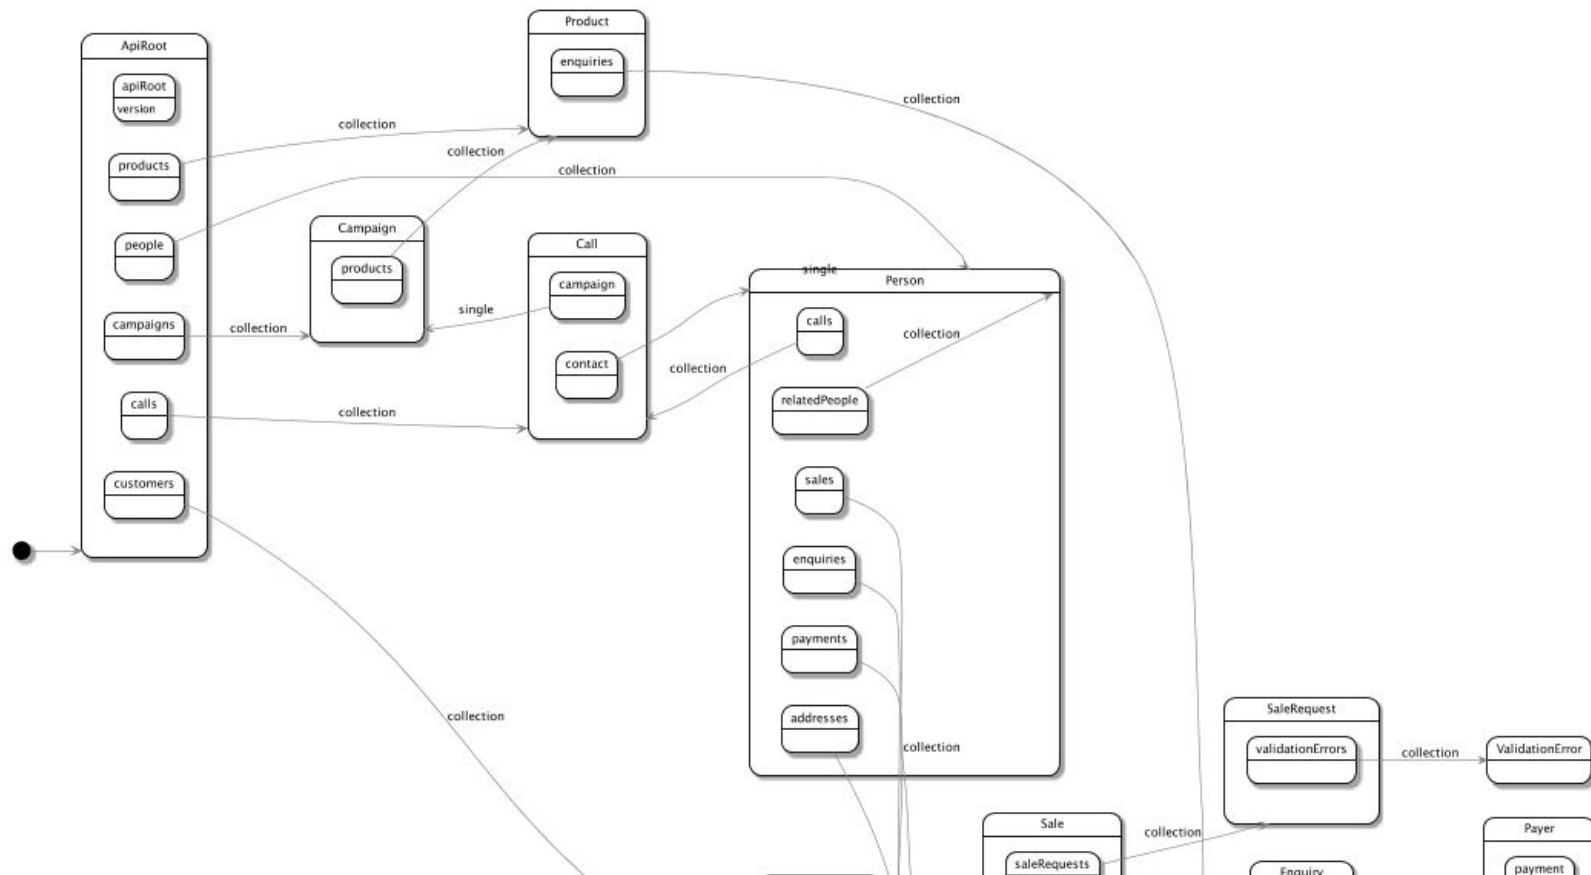 Product
enquiries
collection
ApiRoot
apiRoot
version
products
people
campaigns
calls
customers
collection
collection
collection
collection
collection
collection
Campaign
products
single
Call
campaign
contact
single
Person
calls
collection
relatedPeople
collection
sales
enquiries
payments
addresses
collection
SaleRequest
validationErrors
collection
ValidationError
Sale
saleRequests
collection
Enquiry
Payer
payment